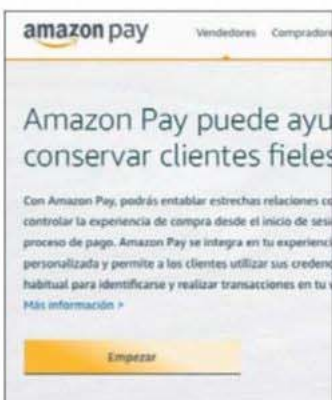 amazon pay
Vendedores Compradore
Amazon Pay puede ayu
conservar clientes fieles
Con Amazon Pay, podrás entablar estrechas relaciones co
controlar la experiencia de compra desde el inicio de sesi
proceso de pago. Amazon Pay se integra en tu experienc
personalizada y permite a los clientes utilizar sus credenc
habitual para identificarse y realizar transacciones en tu
Más información >
Empezar